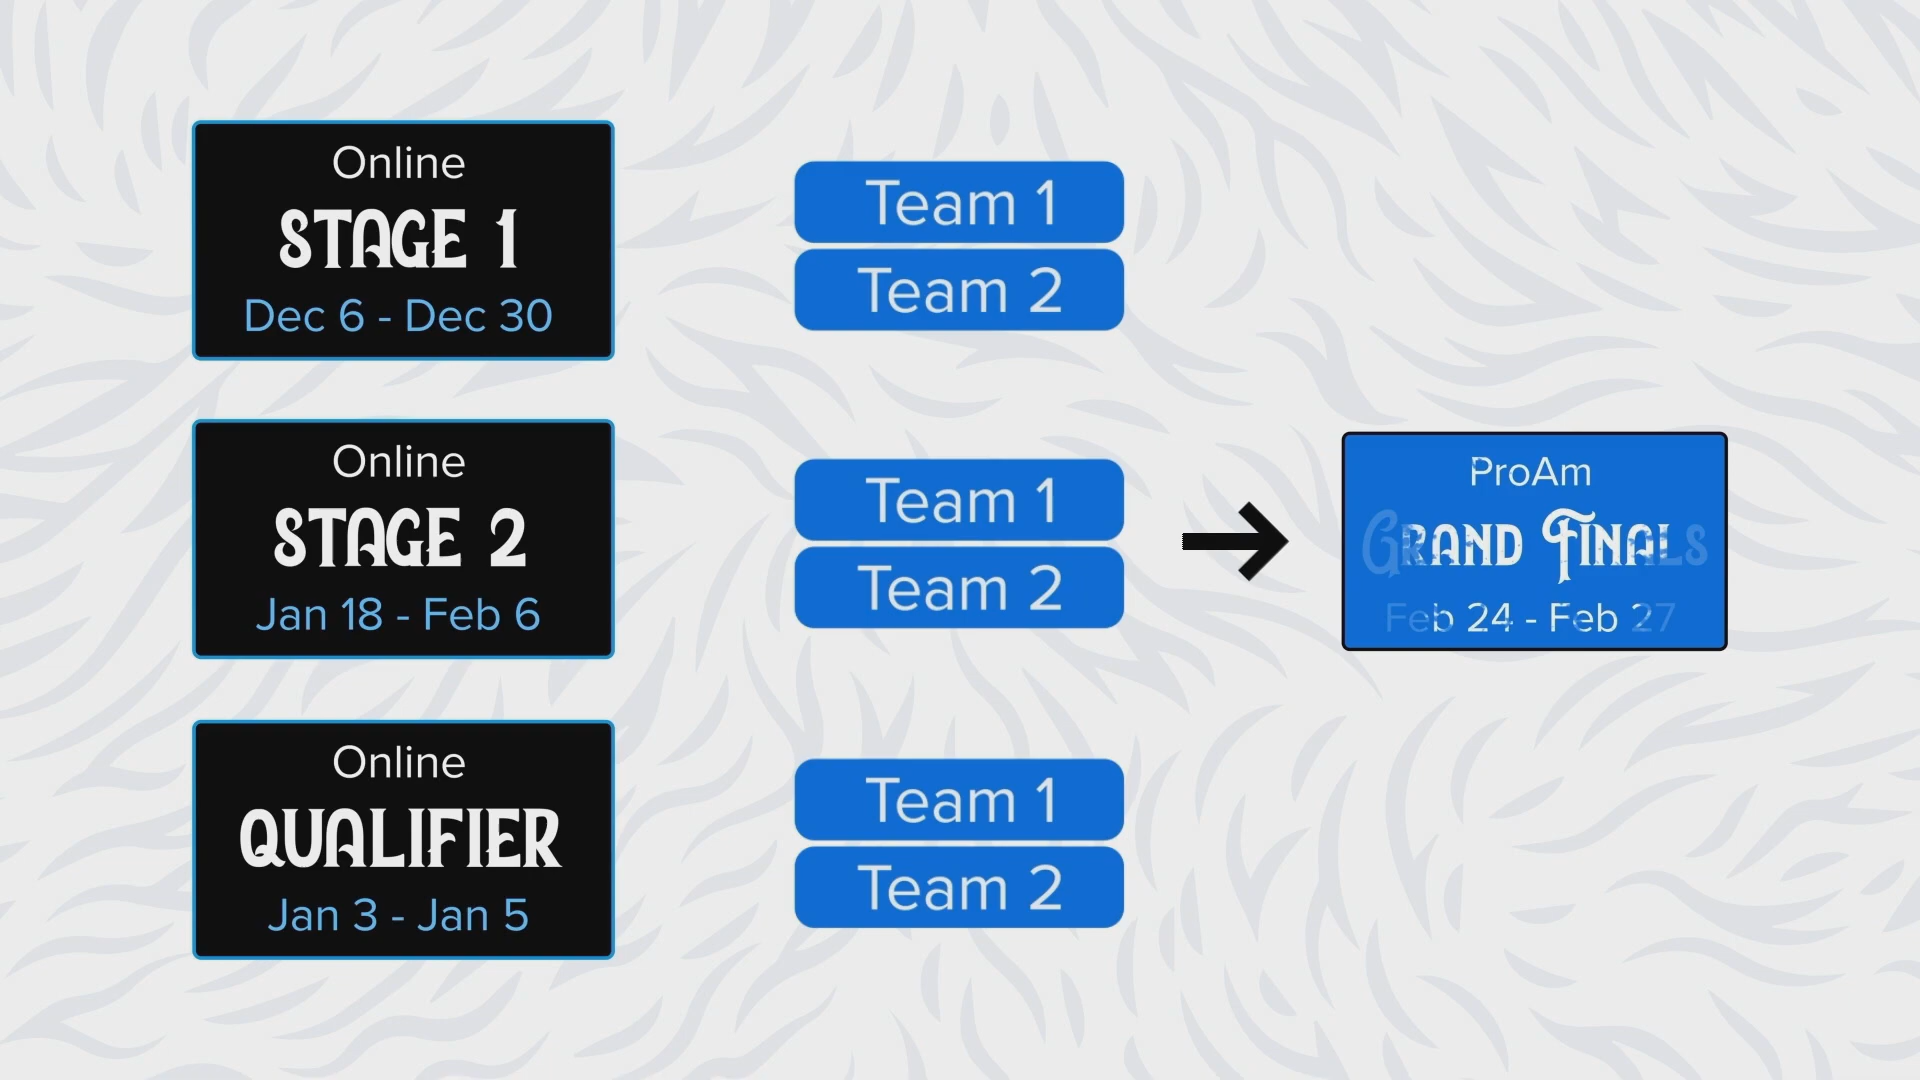 Online
STAGE 1
Dec 6 - Dec 30
Team 1
Team 2
Online
STAGE 2
Jan 18 - Feb 6
Team 1
Team 2
ProAm
GRAND FINALS
Feb 24 - Feb 27
Online
QUALIFIER
Jan 3 - Jan 5
Team 1
Team 2